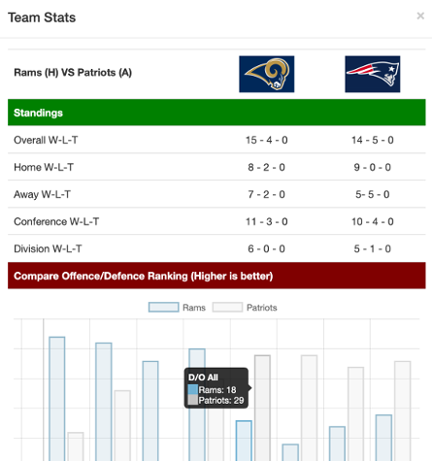 Team Stats ×
Rams (H) VS Patriots (A)
Standings
Overall W-L-T 15 - 4 - 0 14 - 5 - 0
Home W-L-T 8 - 2 - 0 9 - 0 - 0
Away W-L-T 7 - 2 - 0 5- 5 - 0
Conference W-L-T 11 - 3 - 0 10 - 4 - 0
Division W-L-T 6 - 0 - 0 5 - 1 - 0
Compare Offence/Defence Ranking (Higher is better)
Rams Patriots
D/O All
Rams: 18
Patriots: 29